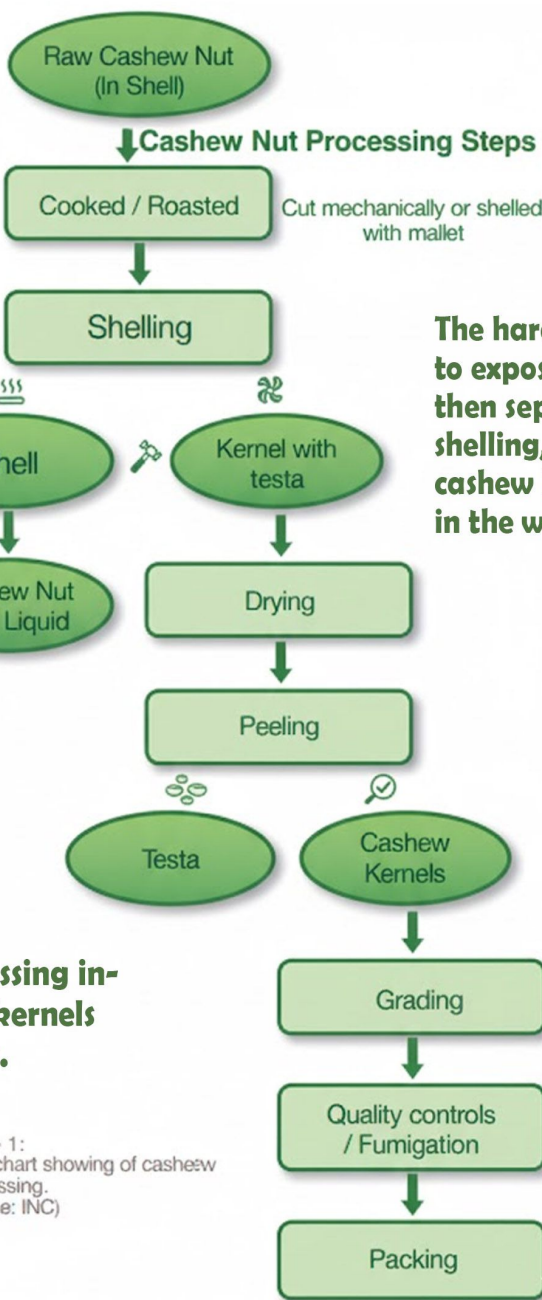 Raw Cashew Nut
(In Shell)
Cashew Nut Processing Steps
Cooked / Roasted
Cut mechanically or shelled
with mallet
Shelling
The hard
to expos
then sep
shelling,
cashew
in the w
hell
Kernel with
testa
ew Nut
Liquid
Drying
Peeling
Testa
Cashew
Kernels
ssing in-
kernels
.
Grading
Quality controls
/ Fumigation
1:
chart showing of cashew
ssing.
e: INC)
Packing